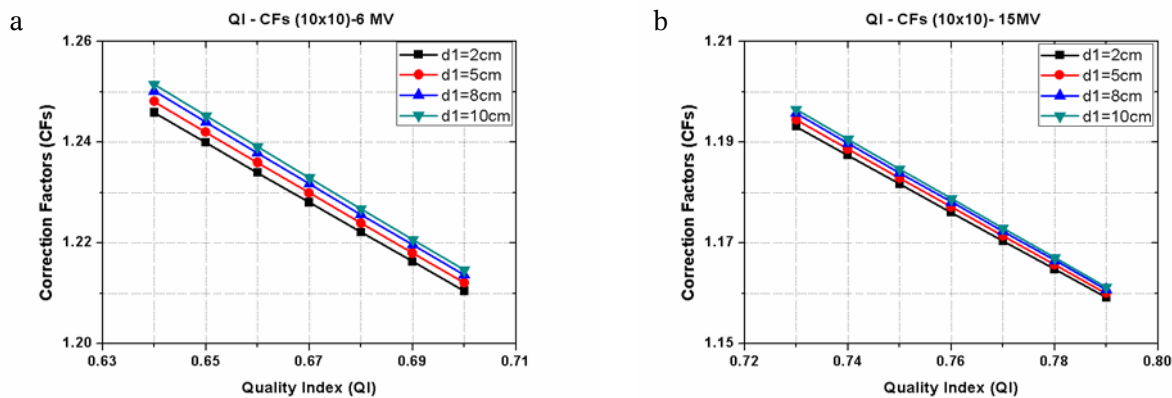 a
QI - CFs (10x10)-6 MV
1.26
1.24
1.22
1.20
Correction Factors (CFs)
d1=2cm
d1=5cm
d1=8cm
d1=10cm
0.63
0.65
0.67
0.69
0.71
Quality Index (QI)
b
QI - CFs (10x10)- 15MV
1.21
1.19
1.17
1.15
Correction Factors (CFs)
d1=2cm
d1=5cm
d1=8cm
d1=10cm
0.72
0.74
0.76
0.78
0.80
Quality Index (QI)